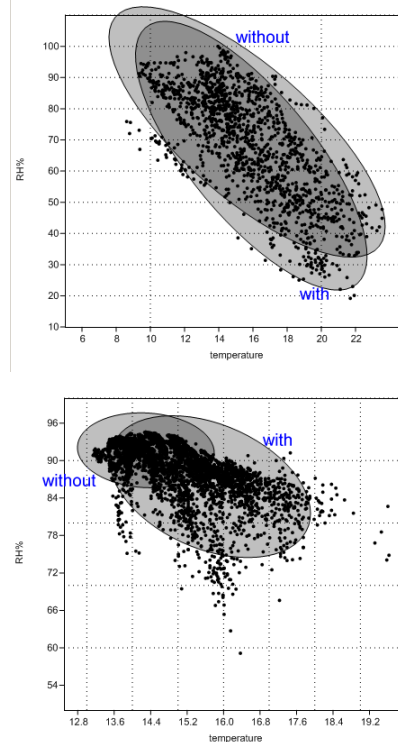 without
100
90
80
70
60
50
40
30
20
10
RH%
with
6 8 10 12 14 16 18 20 22
temperature
96
90
84
78
72
66
60
54
RH%
with
without
12.8 13.6 14.4 15.2 16.0 16.8 17.6 18.4 19.2
temperature